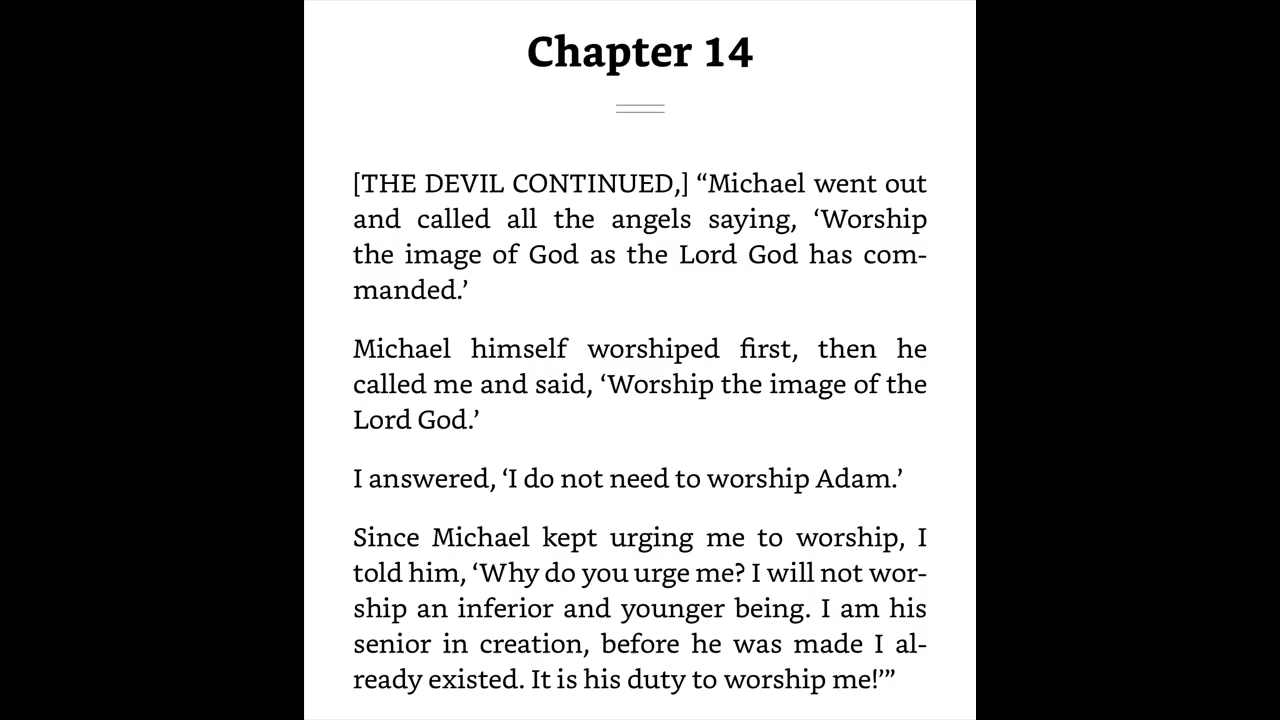 Chapter 14
[THE DEVIL CONTINUED,] “Michael went out
and called all the angels saying, ‘Worship
the image of God as the Lord God has com-
manded.’
Michael himself worshiped first, then he
called me and said, ‘Worship the image of the
Lord God.’
I answered, ‘I do not need to worship Adam.’
Since Michael kept urging me to worship, I
told him, ‘Why do you urge me? I will not wor-
ship an inferior and younger being. I am his
senior in creation, before he was made I al-
ready existed. It is his duty to worship me!’”